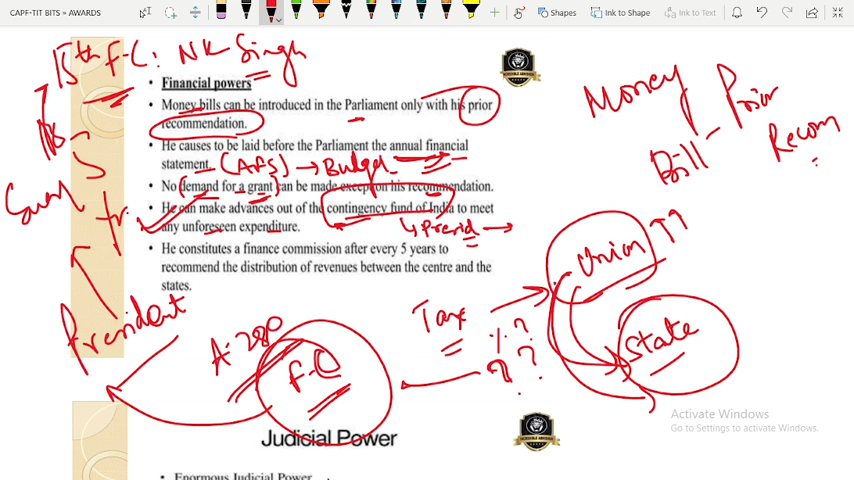 CAPF-TIT BITS – AWARDS
Shapes
Ink to Shape
Ink to Text
15th F-C: NK Singh
Financial powers
• Money bills can be introduced in the Parliament only with his prior
recommendation.
• He causes to be laid before the Parliament the annual financial
statement. (AFS) → Budget
• No demand for a grant can be made except on his recommendation.
• He can make advances out of the contingency fund of India to meet
any unforeseen expenditure. Presid
• He constitutes a finance commission after every 5 years to
recommend the distribution of revenues between the centre and the
states.
Money
Bill - Prior
Recom
Union
State
Tax
% ?
? ?
President
A-280
F-C
Judicial Power
• Enormous Judicial Power
Activate Windows
Go to Settings to activate Windows.